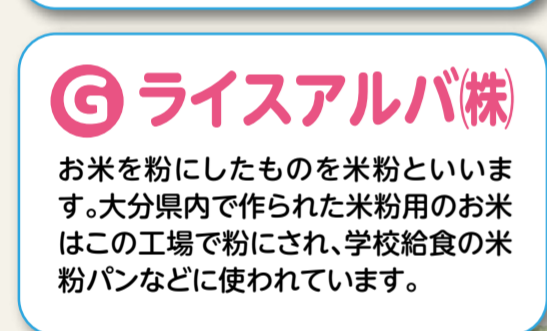 G ライスアルバ㈱
お米を粉にしたものを米粉といいま
す。大分県内で作られた米粉用のお米
はこの工場で粉にされ、学校給食の米
粉パンなどに使われています。